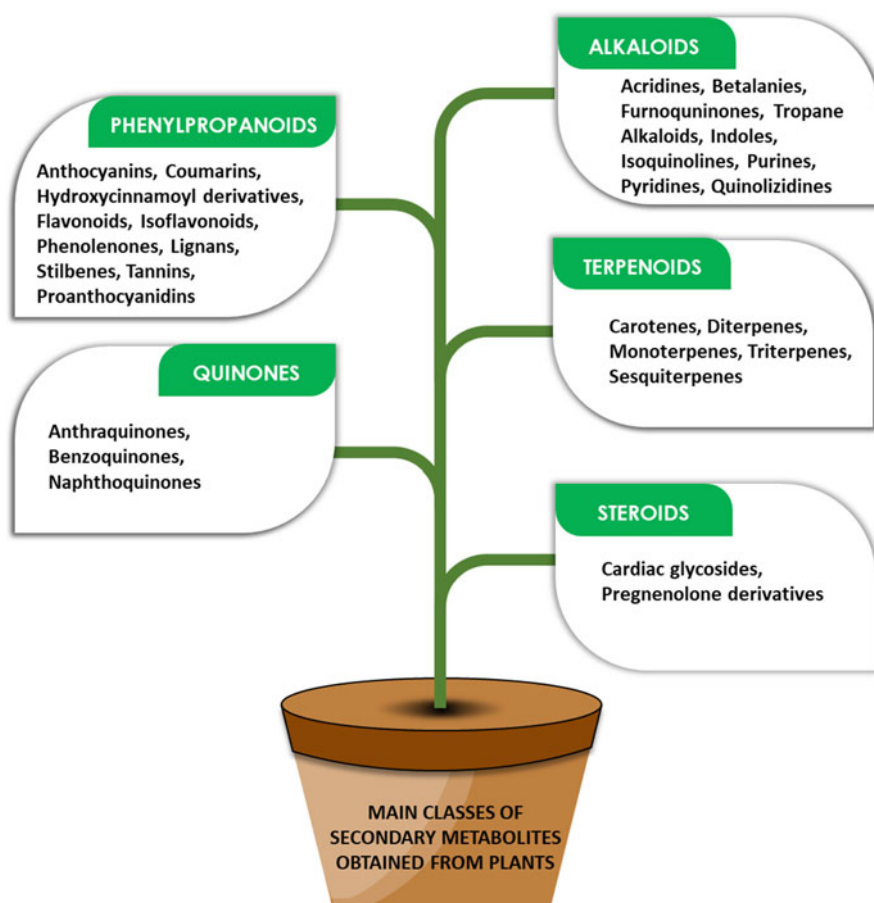 PHENYLPROPANOIDS
Anthocyanins, Coumarins,
Hydroxycinnamoyl derivatives,
Flavonoids, Isoflavonoids,
Phenolenones, Lignans,
Stilbenes, Tannins,
Proanthocyanidins
QUINONES
Anthraquinones,
Benzoquinones,
Naphthoquinones
ALKALOIDS
Acridines, Betalanies,
Furnoquninones, Tropane
Alkaloids, Indoles,
Isoquinolines, Purines,
Pyridines, Quinolizidines
TERPENOIDS
Carotenes, Diterpenes,
Monoterpenes, Triterpenes,
Sesquiterpenes
STEROIDS
Cardiac glycosides,
Pregnenolone derivatives
MAIN CLASSES OF
SECONDARY METABOLITES
OBTAINED FROM PLANTS